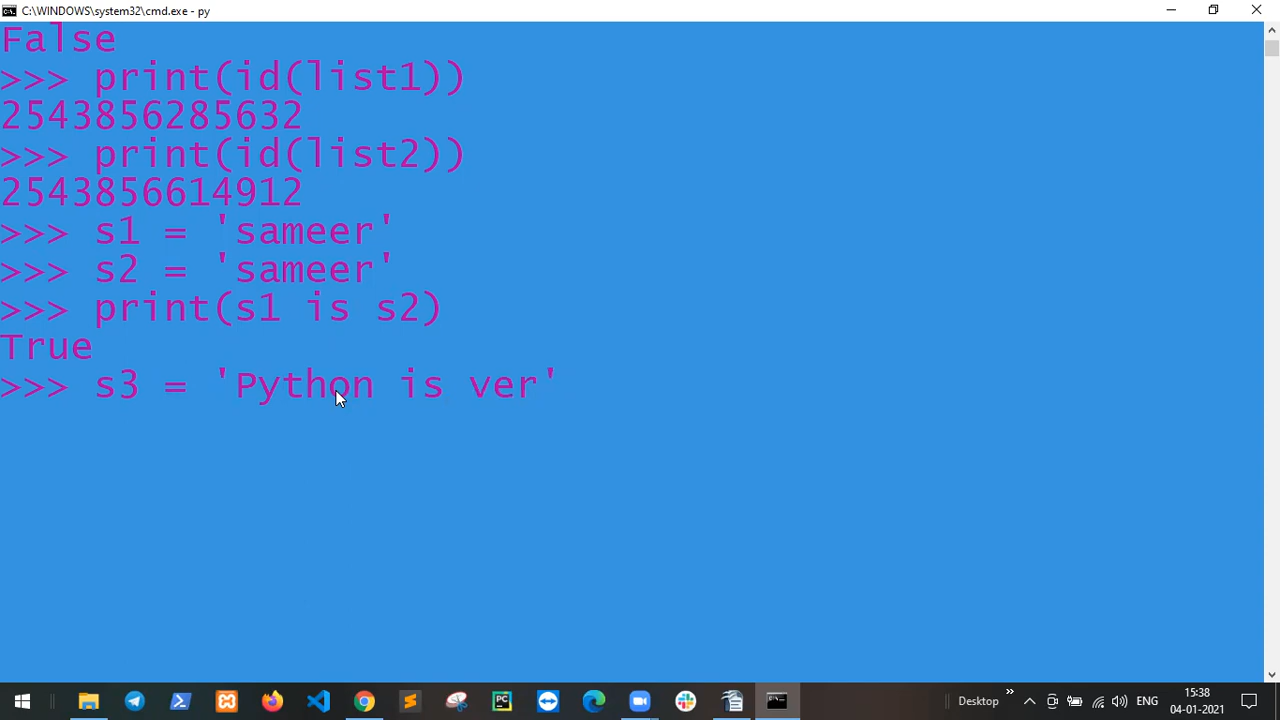 C:\WINDOWS\system32\cmd.exe - py
False
>>> print(id(list1))
2543856285632
>>> print(id(list2))
2543856614912
>>> s1 = 'sameer'
>>> s2 = 'sameer'
>>> print(s1 is s2)
True
>>> s3 = 'Python is ver'
PC
Desktop
»
ENG
15:38
04-01-2021